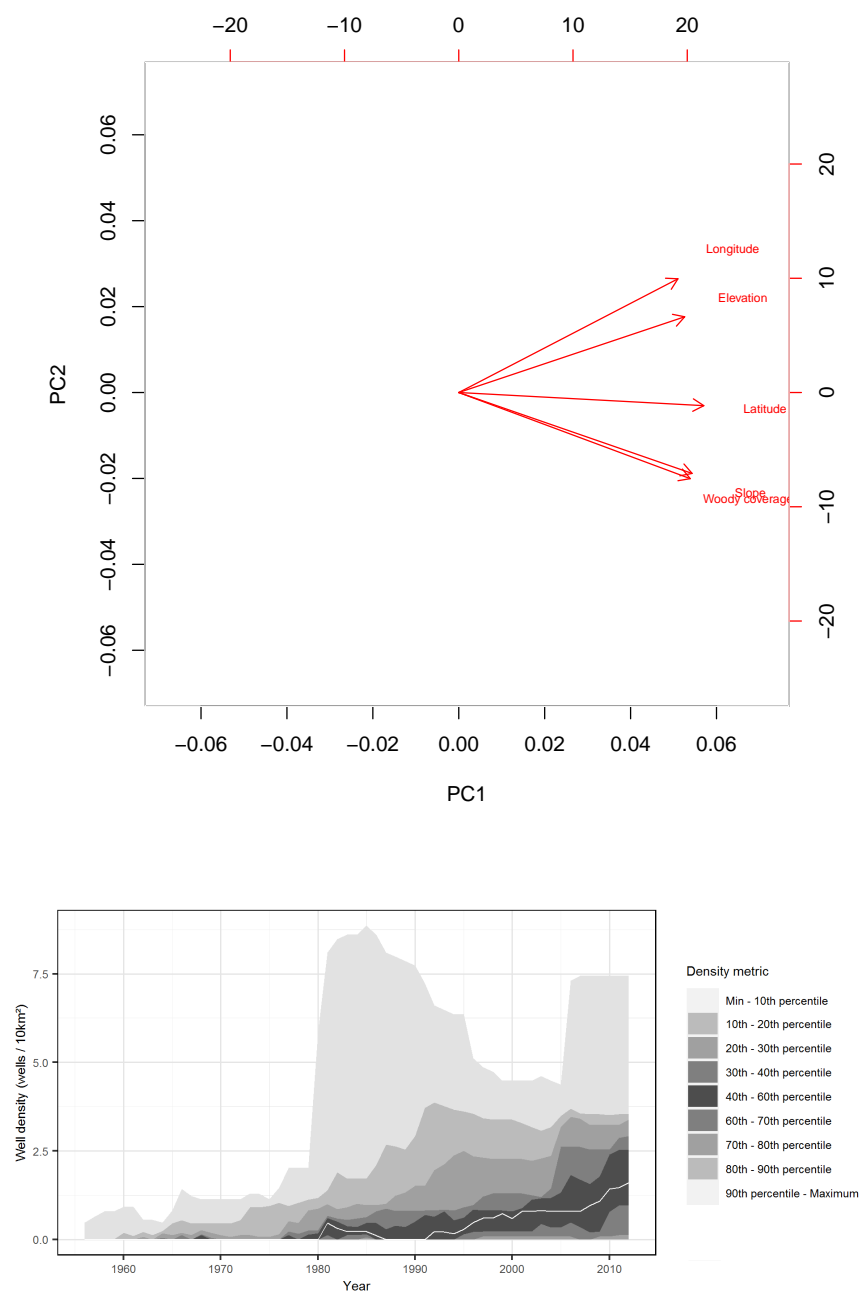 −20 −10 0 10 20
0.06
0.04
0.02
0.00
−0.02
−0.04
−0.06
PC2
20
10
0
−10
−20
Longitude
Elevation
Latitude
Slope
Woody coverage
−0.06 −0.04 −0.02 0.00 0.02 0.04 0.06
PC1
7.5
5.0
2.5
0.0
Well density (wells / 10km²)
1960 1970 1980 1990 2000 2010
Year
Density metric
Min - 10th percentile
10th - 20th percentile
20th - 30th percentile
30th - 40th percentile
40th - 60th percentile
60th - 70th percentile
70th - 80th percentile
80th - 90th percentile
90th percentile - Maximum